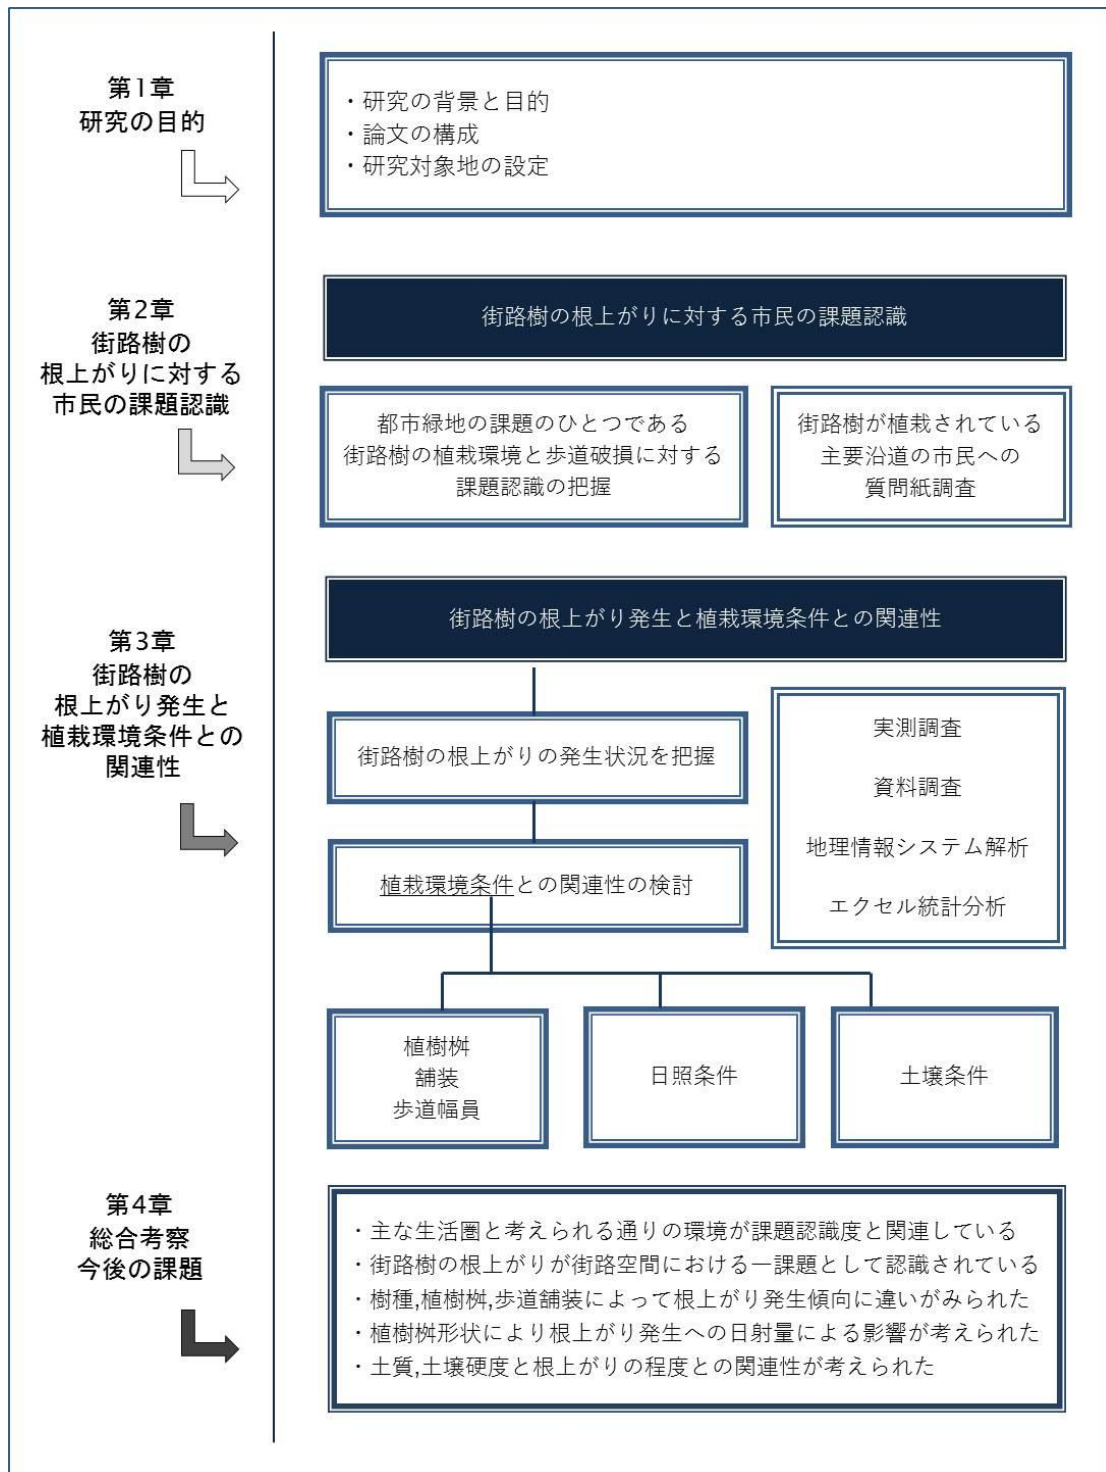 第1章
研究の目的
・研究の背景と目的
・論文の構成
・研究対象地の設定
第2章
街路樹の
根上がりに対する
市民の課題認識
街路樹の根上がりに対する市民の課題認識
都市緑地の課題のひとつである
街路樹の植栽環境と歩道破損に対する
課題認識の把握
街路樹が植栽されている
主要沿道の市民への
質問紙調査
第3章
街路樹の
根上がり発生と
植栽環境条件との
関連性
街路樹の根上がり発生と植栽環境条件との関連性
街路樹の根上がりの発生状況を把握
植栽環境条件との関連性の検討
実測調査
資料調査
地理情報システム解析
エクセル統計分析
植樹桝
舗装
歩道幅員
日照条件
土壌条件
第4章
総合考察
今後の課題
・主な生活圏と考えられる通りの環境が課題認識度と関連している
・街路樹の根上がりが街路空間における一課題として認識されている
・樹種,植樹桝,歩道舗装によって根上がり発生傾向に違いがみられた
・植樹桝形状により根上がり発生への日射量による影響が考えられた
・土質,土壌硬度と根上がりの程度との関連性が考えられた